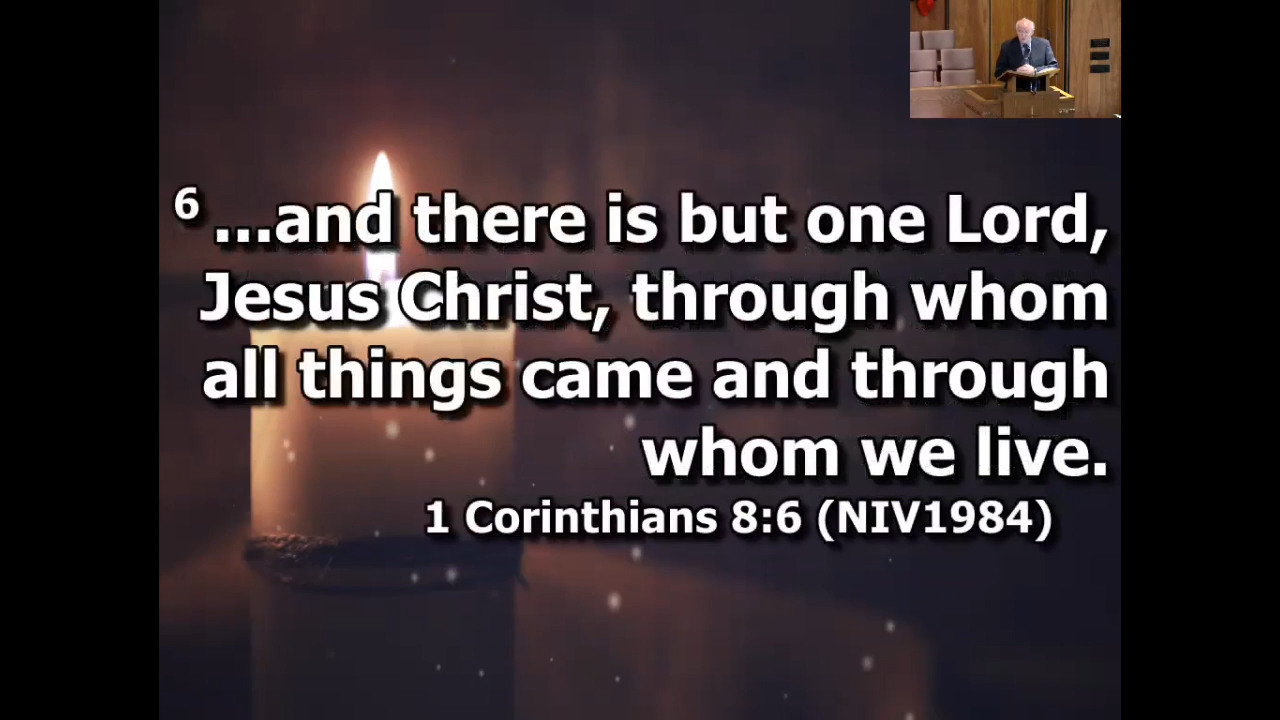 6 ...and there is but one Lord,
Jesus Christ, through whom
all things came and through
whom we live.
1 Corinthians 8:6 (NIV1984)